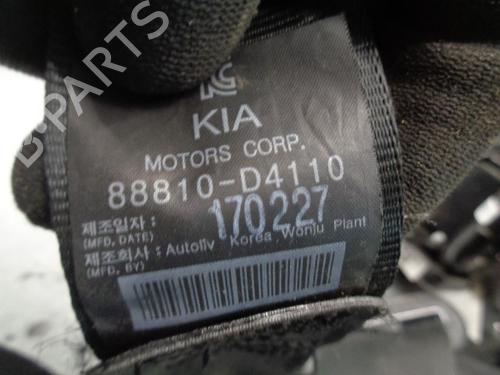 KC
KIA
MOTORS CORP.
88810-D4110
제조일자 : 170227
(MFD, DATE)
제조회사 : Autoliv Korea Wonju Plant
(MFD, BY)
B-Parts